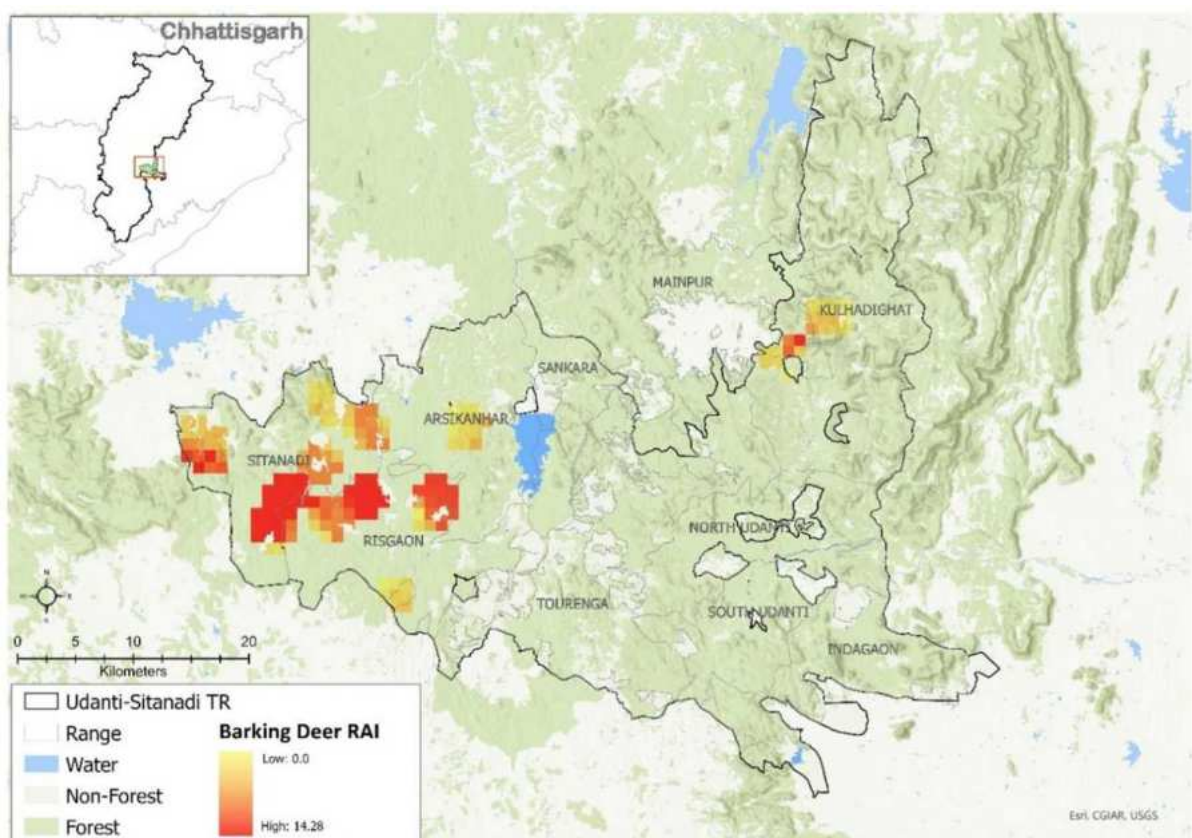 Chhattisgarh
MAINPUR
KULHADIGHAT
SANKARA
ARSIKANHAR
SITANADI
NORTH UDANTI
RISGAON
TOURENGA
SOUTH UDANTI
INDAGAON
N
0 5 10 20
Kilometers
Udanti-Sitanadi TR
Range
Water
Non-Forest
Forest
Barking Deer RAI
Low: 0.0
High: 14.28
Esri, CGIAR, USGS